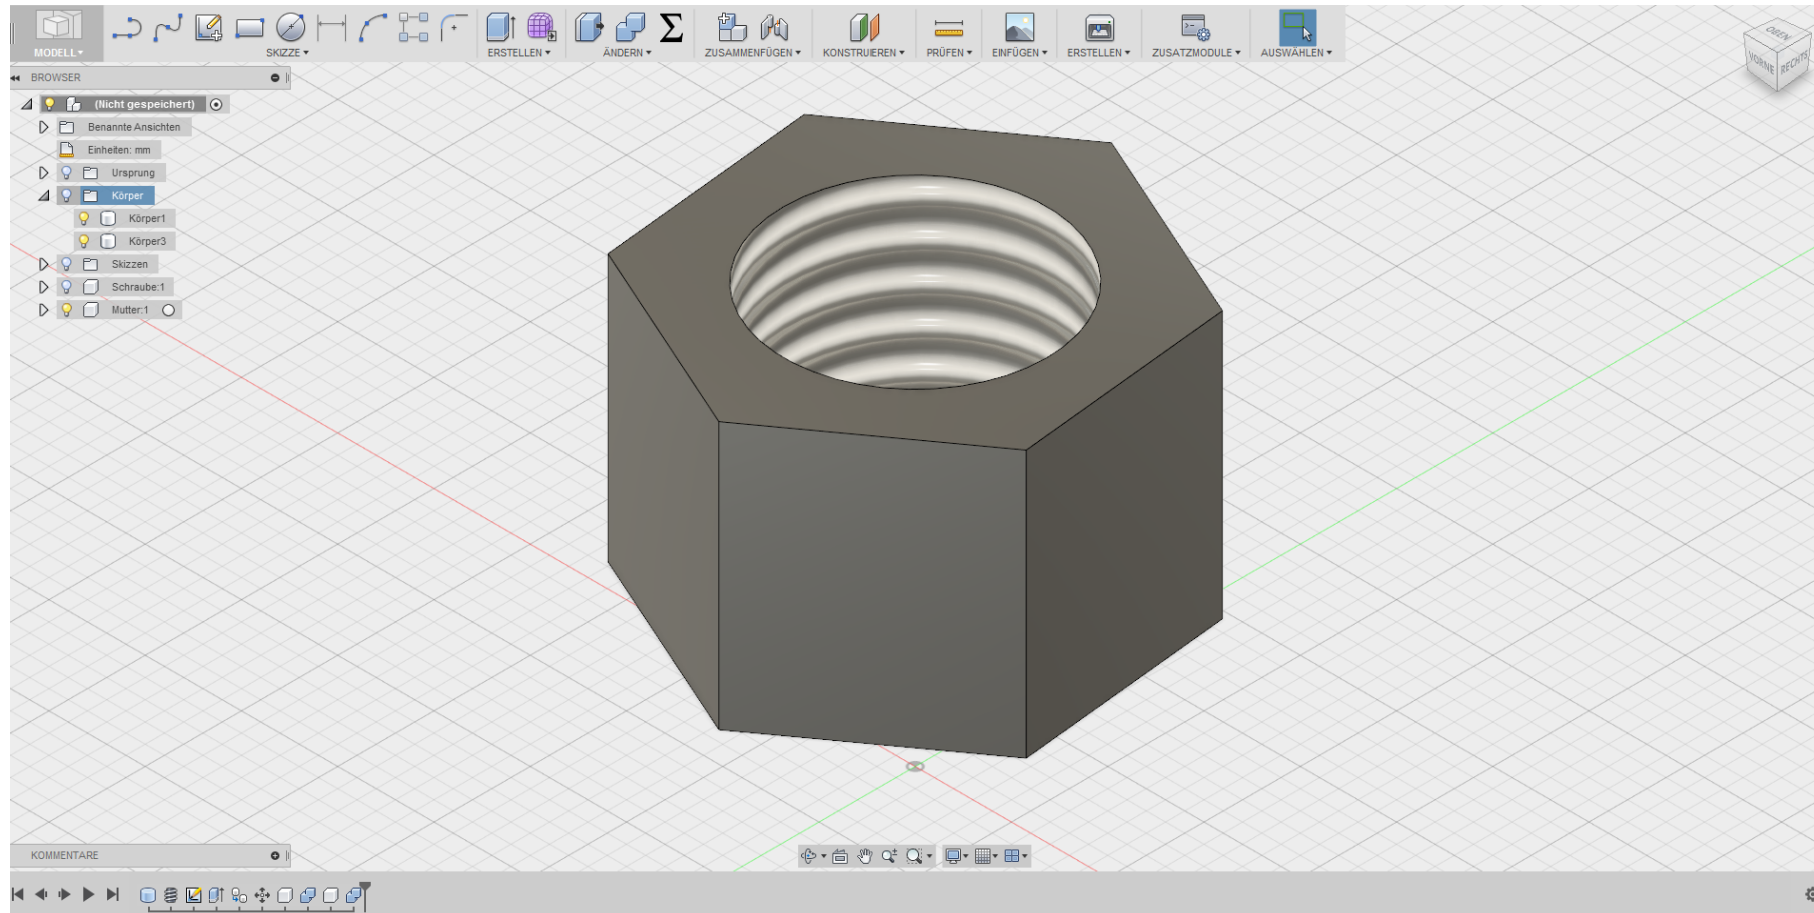 MODELL
SKIZZE
ERSTELLEN
ÄNDERN
ZUSAMMENFÜGEN
KONSTRUIEREN
PRÜFEN
EINFÜGEN
ERSTELLEN
ZUSATZMODULE
AUSWÄHLEN
OBEN
VORNE
RECHTS
BROWSER
(Nicht gespeichert)
Benannte Ansichten
Einheiten: mm
Ursprung
Körper
Körper1
Körper3
Skizzen
Schraube:1
Mutter:1
KOMMENTARE